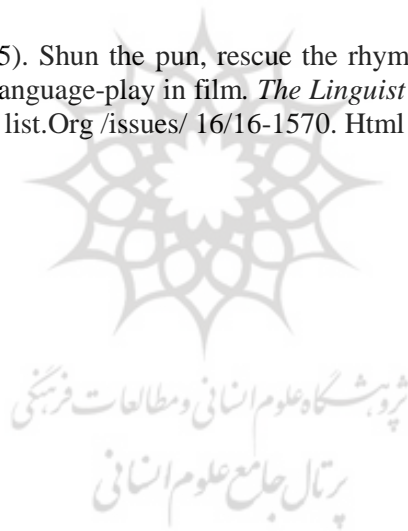 5). Shun the pun, rescue the rhym
anguage-play in film. The Linguist
list.Org /issues/ 16/16-1570. Html
پژوهشگاه علوم انسانی و مطالعات فرهنگی
پرتال جامع علوم انسانی